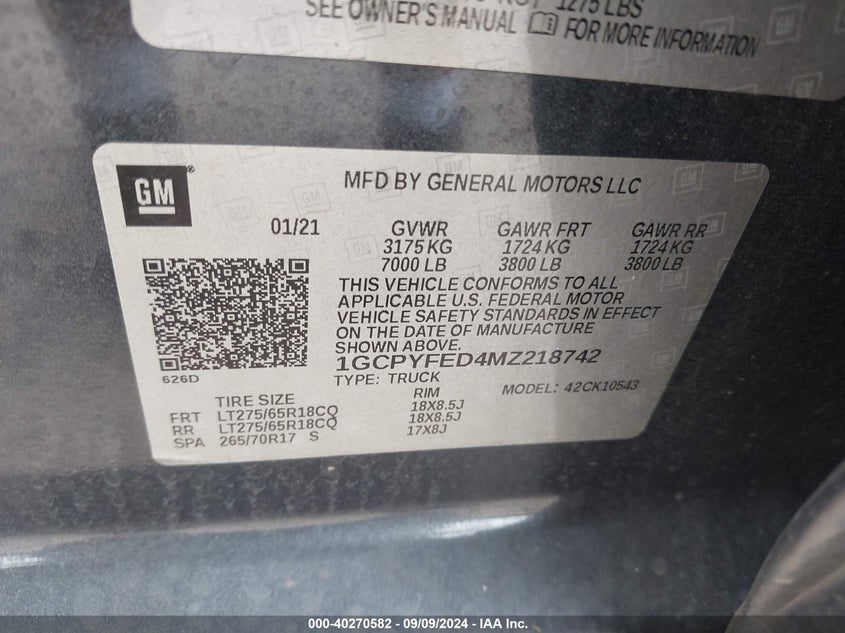 1275 LBS
SEE OWNER'S MANUAL FOR MORE INFORMATION
GM
MFD BY GENERAL MOTORS LLC
01/21 GVWR GAWR FRT GAWR RR
3175 KG 1724 KG 1724 KG
7000 LB 3800 LB 3800 LB
THIS VEHICLE CONFORMS TO ALL
APPLICABLE U.S. FEDERAL MOTOR
VEHICLE SAFETY STANDARDS IN EFFECT
ON THE DATE OF MANUFACTURE
SHOWN ABOVE.
1GCPYFED4MZ218742
626D
TYPE: TRUCK MODEL: 42CK10543
TIRE SIZE RIM
FRT LT275/65R18CQ 18X8.5J
RR LT275/65R18CQ 18X8.5J
SPA 265/70R17 S 17X8J
000-40270582 - 09/09/2024 - IAA Inc.